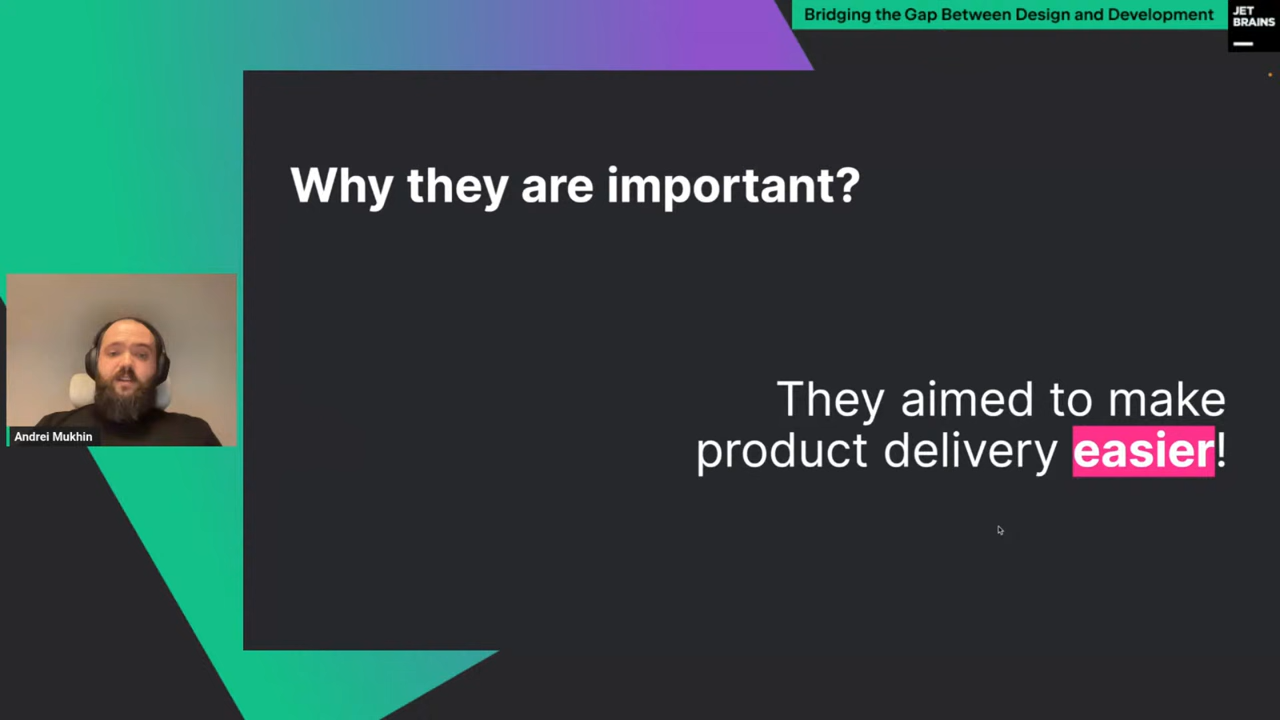 Bridging the Gap Between Design and Development
JET
BRAINS
Why they are important?
They aimed to make
product delivery easier!
Andrei Mukhin